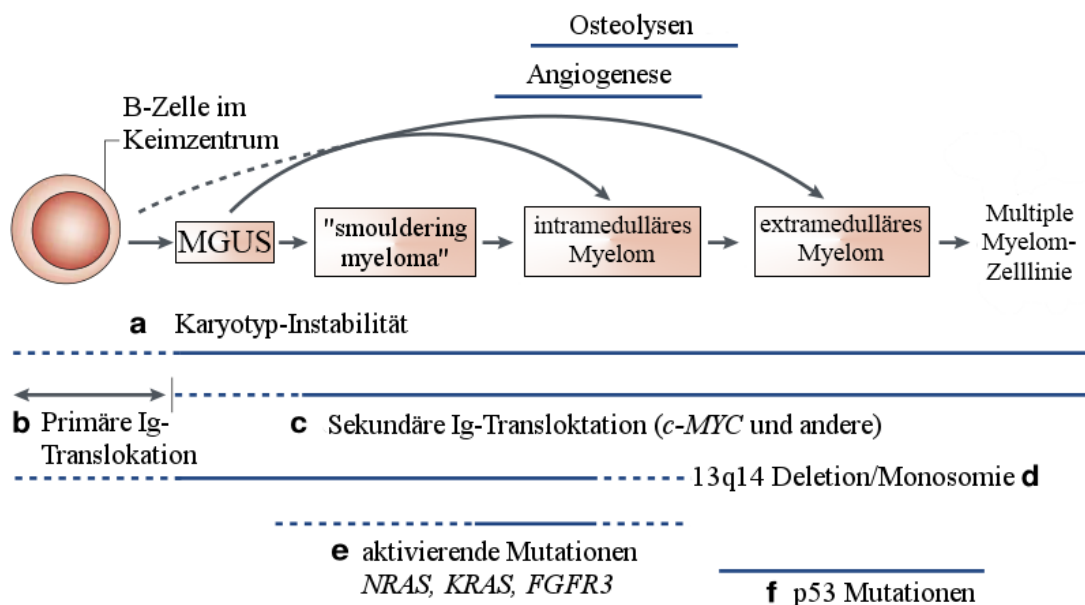 Osteolysen
Angiogenese
B-Zelle im
Keimzentrum
MGUS
"smouldering
myeloma"
intramedulläres
Myelom
extramedulläres
Myelom
Multiple
Myelom-
Zelllinie
a Karyotyp-Instabilität
b Primäre Ig-
Translokation
c Sekundäre Ig-Transloktation (c-MYC und andere)
13q14 Deletion/Monosomie d
e aktivierende Mutationen
NRAS, KRAS, FGFR3
f p53 Mutationen